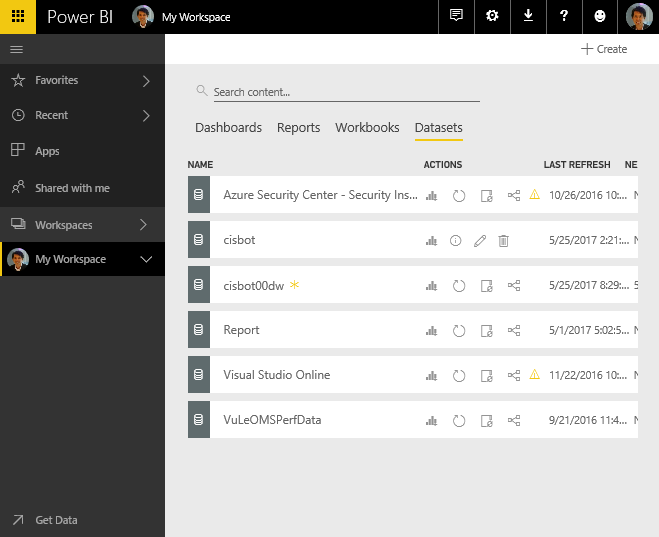 Power BI
My Workspace
Create
Favorites
Recent
Apps
Shared with me
Workspaces
My Workspace
Get Data
Search content...
Dashboards Reports Workbooks Datasets
NAME ACTIONS LAST REFRESH NE
Azure Security Center - Security Ins... 10/26/2016 10:...
cisbot 5/25/2017 2:21:...
cisbot00dw 5/25/2017 8:29:...
Report 5/1/2017 5:02:5...
Visual Studio Online 11/22/2016 10:...
VuLeOMSPerfData 9/21/2016 11:4...